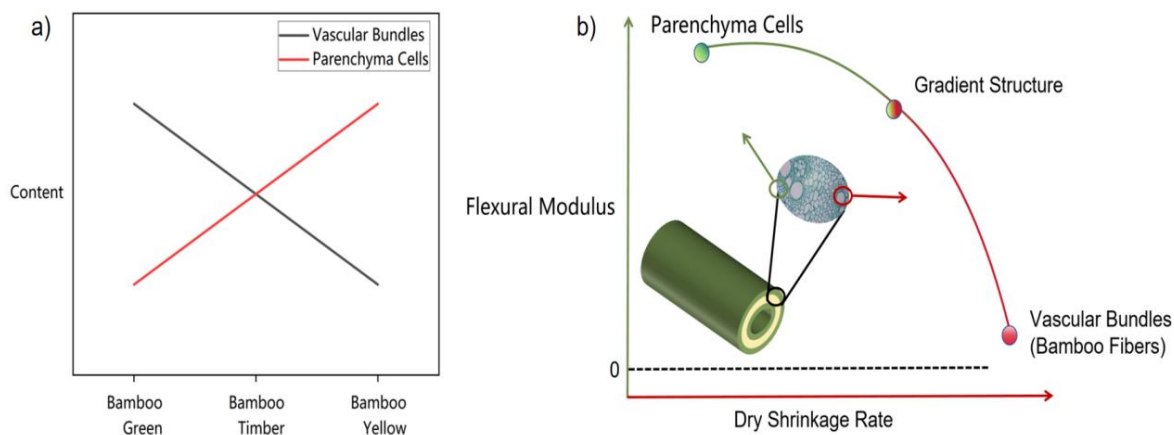 a)
Vascular Bundles
Parenchyma Cells
Content
Bamboo
Green
Bamboo
Timber
Bamboo
Yellow
b)
Parenchyma Cells
Gradient Structure
Flexural Modulus
Vascular Bundles
(Bamboo Fibers)
0
Dry Shrinkage Rate